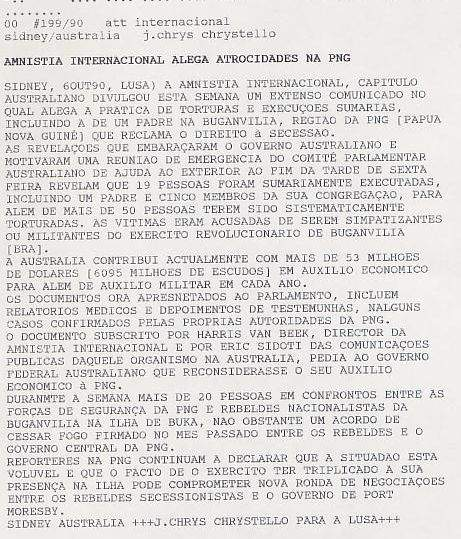 00  #199/90   att internacional
sidney/australia   j.chrys chrystello
AMNISTIA INTERNACIONAL ALEGA ATROCIDADES NA PNG
SIDNEY, 6OUT90, LUSA) A AMNISTIA INTERNACIONAL, CAPITULO
AUSTRALIANO DIVULGOU ESTA SEMANA UM EXTENSO COMUNICADO NO
QUAL ALEGA A PRATICA DE TORTURAS E EXECUÇOES SUMARIAS,
INCLUINDO A DE UM PADRE NA BUGANVILIA, REGIAO DA PNG [PAPUA
NOVA GUINÉ] QUE RECLAMA O DIREITO à SECESSAO.
AS REVELAÇOES QUE EMBARAÇARAM O GOVERNO AUSTRALIANO E
MOTIVARAM UMA REUNIAO DE EMERGENCIA DO COMITÉ PARLAMENTAR
AUSTRALIANO DE AJUDA AO EXTERIOR AO FIM DA TARDE DE SEXTA
FEIRA REVELAM QUE 19 PESSOAS FORAM SUMARIAMENTE EXECUTADAS,
INCLUINDO UM PADRE E CINCO MEMBROS DA SUA CONGREGAÇAO, PARA
ALEM DE MAIS DE 50 PESSOAS TEREM SIDO SISTEMATICAMENTE
TORTURADAS. AS VITIMAS ERAM ACUSADAS DE SEREM SIMPATIZANTES
OU MILITANTES DO EXERCITO REVOLUCIONARIO DE BUGANVILIA
[BRA].
A AUSTRALIA CONTRIBUI ACTUALMENTE COM MAIS DE 53 MILHOES
DE DOLARES [6095 MILHOES DE ESCUDOS] EM AUXILIO ECONOMICO
PARA ALEM DE AUXILIO MILITAR EM CADA ANO.
OS DOCUMENTOS ORA APRESNETADOS AO PARLAMENTO, INCLUEM
RELATORIOS MEDICOS E DEPOIMENTOS DE TESTEMUNHAS, NALGUNS
CASOS CONFIRMADOS PELAS PROPRIAS AUTORIDADES DA PNG.
O DOCUMENTO SUBSCRITO POR HARRIS VAN BEEK, DIRECTOR DA
AMNISTIA INTERNACIONAL E POR ERIC SIDOTI DAS COMUNICAÇOES
PUBLICAS DAQUELE ORGANISMO NA AUSTRALIA, PEDIA AO GOVERNO
FEDERAL AUSTRALIANO QUE RECONSIDERASSE O SEU AUXILIO
ECONOMICO à PNG.
DURANMTE A SEMANA MAIS DE 20 PESSOAS EM CONFRONTOS ENTRE AS
FORÇAS DE SEGURANÇA DA PNG E REBELDES NACIONALISTAS DA
BUGANVILIA NA ILHA DE BUKA, NAO OBSTANTE UM ACORDO DE
CESSAR FOGO FIRMADO NO MES PASSADO ENTRE OS REBELDES E O
GOVERNO CENTRAL DA PNG.
REPORTERES NA PNG CONTINUAM A DECLARAR QUE A SITUADAO ESTA
VOLUVEL E QUE O FACTO DE O EXERCITO TER TRIPLICADO A SUA
PRESENÇA NA ILHA PODE COMPROMETER NOVA RONDA DE NEGOCIAÇOES
ENTRE OS REBELDES SECESSIONISTAS E O GOVERNO DE PORT
MORESBY.
SIDNEY AUSTRALIA +++J.CHRYS CHRYSTELLO PARA A LUSA+++